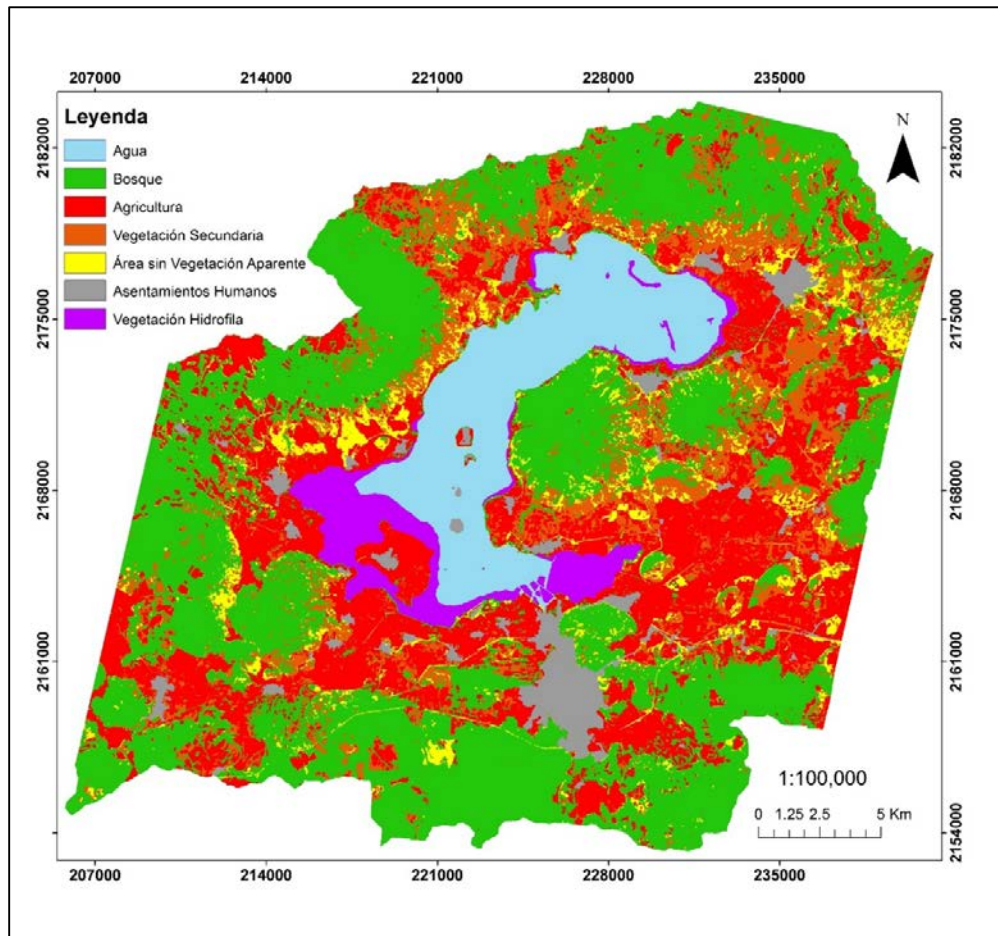 207000 214000 221000 228000 235000
Leyenda
Agua
Bosque
Agricultura
Vegetación Secundaria
Área sin Vegetación Aparente
Asentamientos Humanos
Vegetación Hidrofila
N
2182000 2182000
2175000 2175000
2168000 2168000
2161000 2161000
1:100,000
0 1.25 2.5 5 Km
2154000 2154000
207000 214000 221000 228000 235000